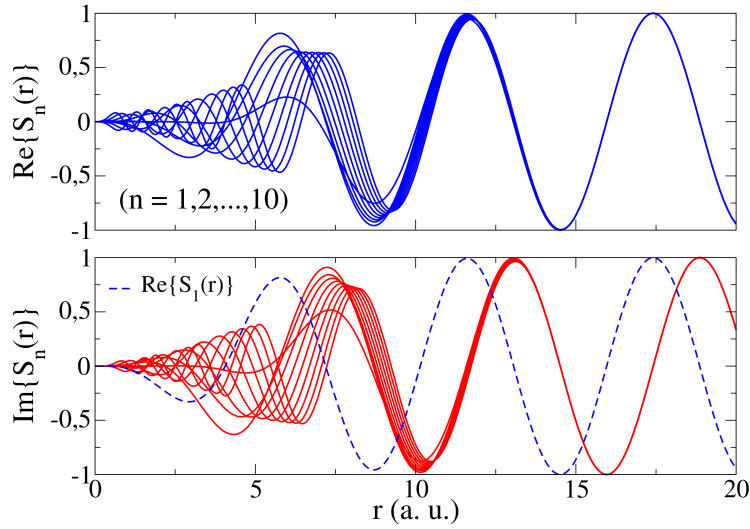 1
0,5
0
-0,5
-1
Re{S_n(r)}
(n = 1,2,...,10)
1
0,5
0
-0,5
-1
Im{S_n(r)}
Re{S_1(r)}
0 5 10 15 20
r (a. u.)